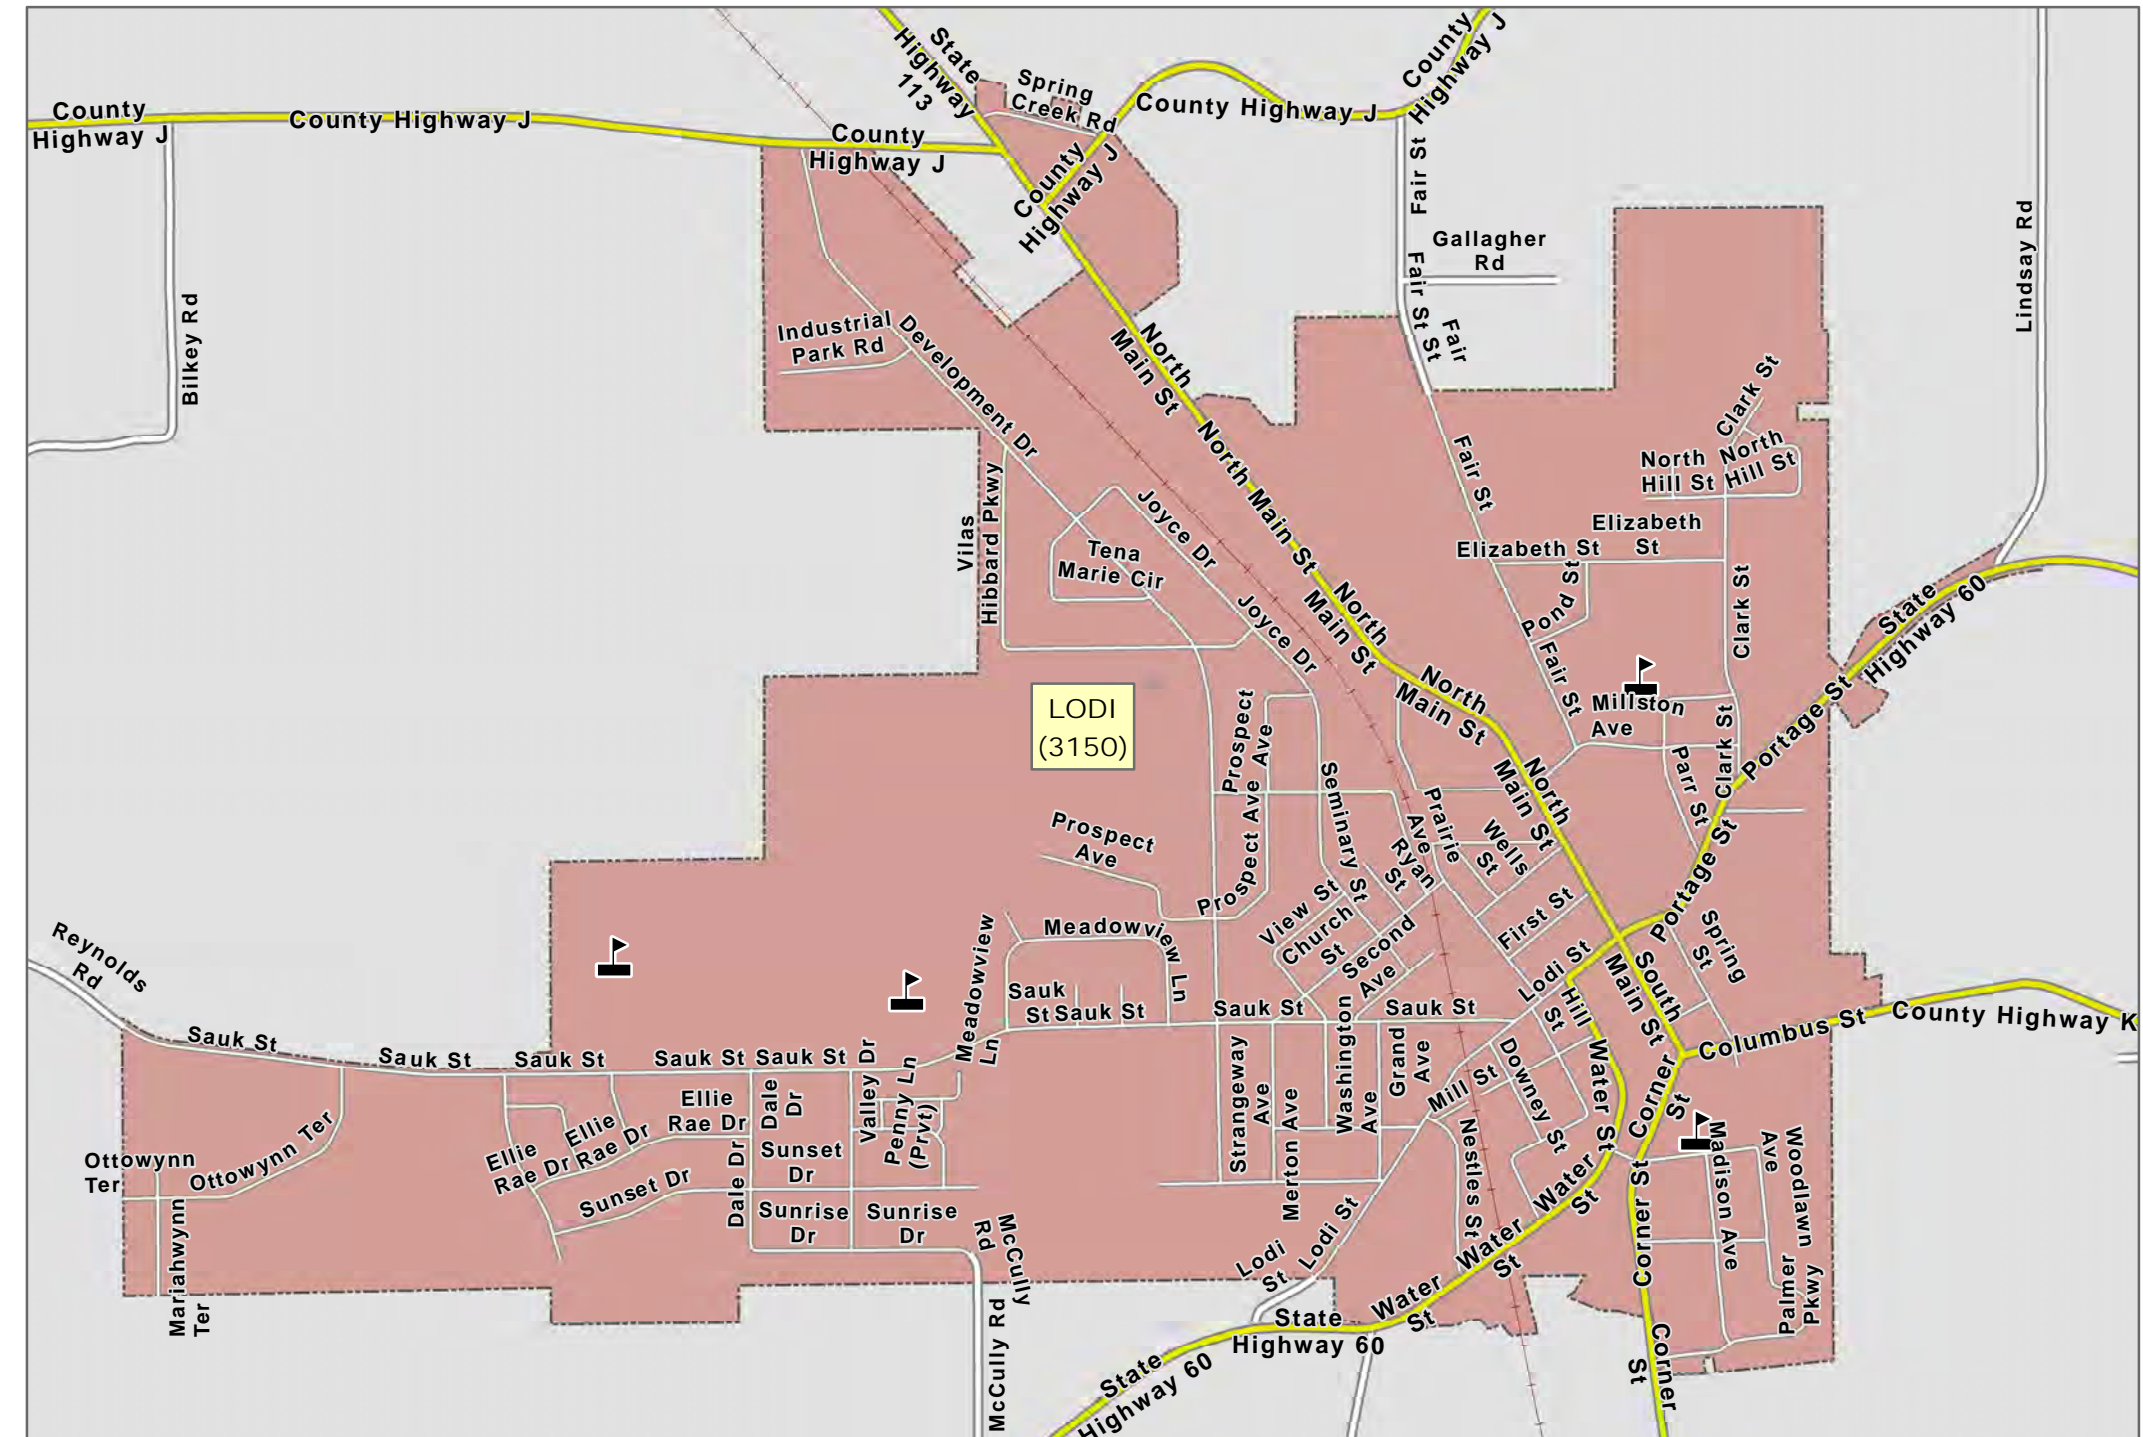 State
Highway
113
Spring
Creek Rd
County
Highway J
County
Highway J
County Highway J
County
Highway J
County Highway J
County
Highway J
Fair St
Gallagher
Rd
Fair St
Fair
St
Lindsay Rd
Bilkey Rd
Industrial
Park Rd
Development Dr
North
Main St
North Main St
Clark St
North
Hill St
North
Hill St
Fair St
Vilas
Hibbard Pkwy
Joyce Dr
Tena
Marie Cir
Elizabeth
St
Elizabeth St
Pond St
Clark St
North
Main St
Joyce Dr
State
Highway 60
Fair St
Millston
Ave
LODI
(3150)
North
Main St
Prospect
Ave
Prospect Ave
Clark St
Portage St
Parr St
North
Main St
Seminary St
Prairie
Ave
Wells
St
Ryan
St
Prospect
Ave
View St
Church
St
Second
Ave
First St
Portage St
Spring
St
Reynolds
Rd
Meadowview Ln
Meadowview
Ln
Lodi St
South
Main St
Sauk St
Sauk St
Sauk St
Sauk St
Sauk St
Sauk
St
Sauk St
Sauk St
Sauk St
Hill
St
Columbus St
County Highway K
Valley Dr
Penny Ln
(Prvt)
Dale
Dr
Ellie
Rae Dr
Ellie
Rae Dr
Ellie
Rae Dr
Strangeway
Ave
Merton Ave
Washington
Ave
Grand
Ave
Mill St
Downey St
Water St
Corner
St
Ottowynn
Ter
Ottowynn Ter
Mariahwynn
Ter
Sunset Dr
Dale Dr
Sunset
Dr
Sunrise
Dr
Sunrise
Dr
McCully
Rd
McCully Rd
Nestles St
Lodi St
Lodi
St
Water
St
Water
St
Water
St
Corner St
Madison Ave
Woodlawn
Ave
Palmer
Pkwy
State
Highway 60
State
Highway 60
Corner
St